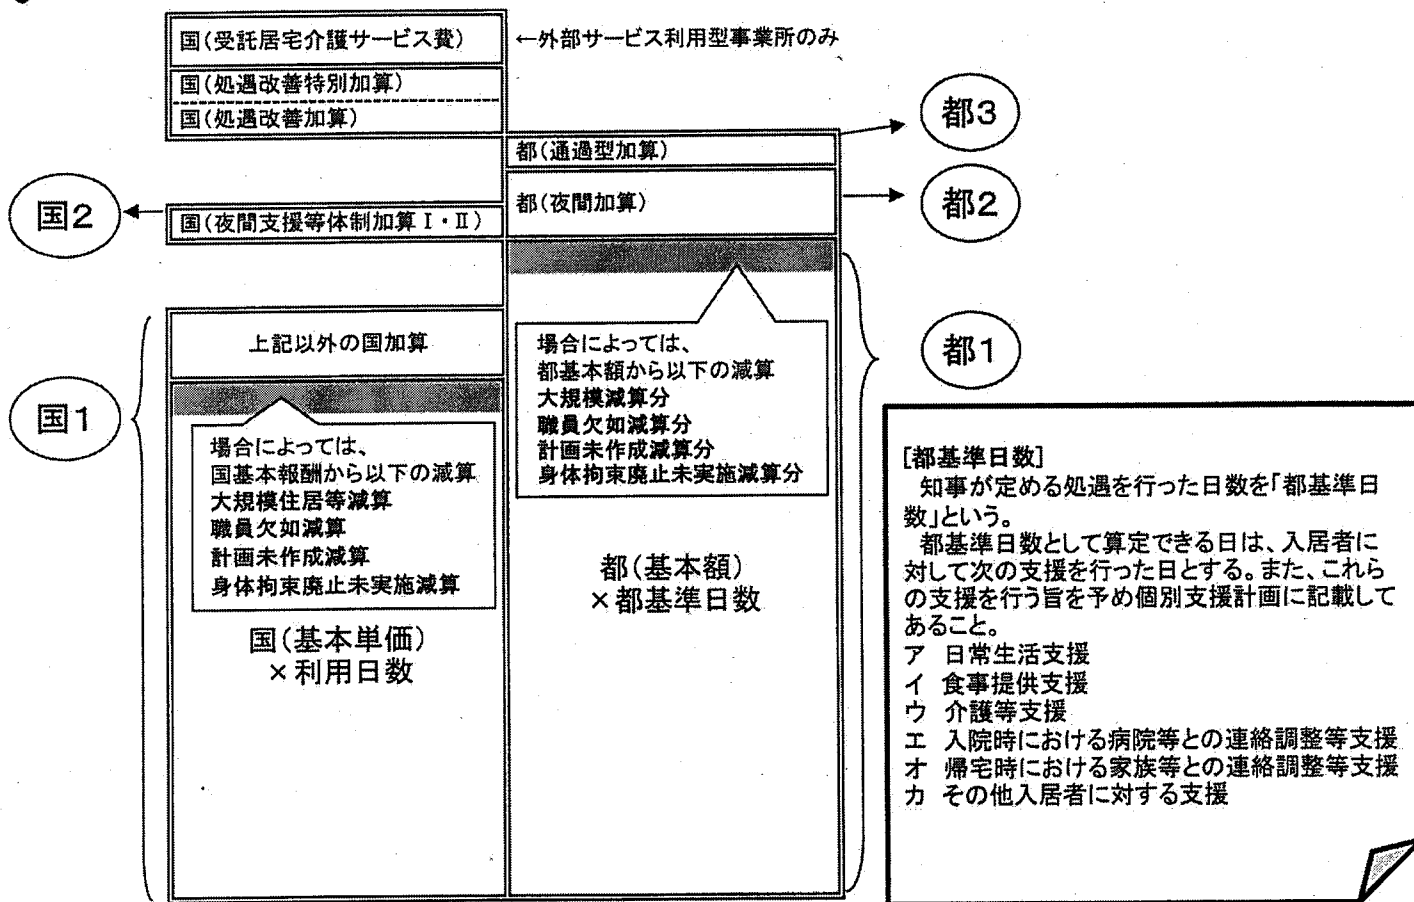 国(受託居宅介護サービス費)
←外部サービス利用型事業所のみ
国(処遇改善特別加算)
国(処遇改善加算)
都3
都(通過型加算)
都2
都(夜間加算)
国2
国(夜間支援等体制加算Ⅰ・Ⅱ)
都1
場合によっては、
都基本額から以下の減算
大規模減算分
職員欠如減算分
計画未作成減算分
身体拘束廃止未実施減算分
都(基本額)
×都基準日数
上記以外の国加算
国1
場合によっては、
国基本報酬から以下の減算
大規模住居等減算
職員欠如減算
計画未作成減算
身体拘束廃止未実施減算
国(基本単価)
×利用日数
[都基準日数]
知事が定める処遇を行った日数を「都基準日
数」という。
都基準日数として算定できる日は、入居者に
対して次の支援を行った日とする。また、これら
の支援を行う旨を予め個別支援計画に記載して
あること。
ア 日常生活支援
イ 食事提供支援
ウ 介護等支援
エ 入院時における病院等との連絡調整等支援
オ 帰宅時における家族等との連絡調整等支援
カ その他入居者に対する支援